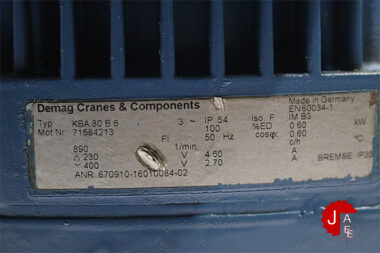 Demag Cranes & Components
Made in Germany
EN60034-1
Typ KBA 80 B 6 3 ~ IP 54 Iso. F IM B3
Mot Nr 71584213 100 %ED 0.60 kW
Fl 50 Hz cosφ: 0.60
890 1/min c/h
△ 230 V 4.60 A
400 V 2.70 A BREMSE
ANR. 670910-16010084-02
JAEE